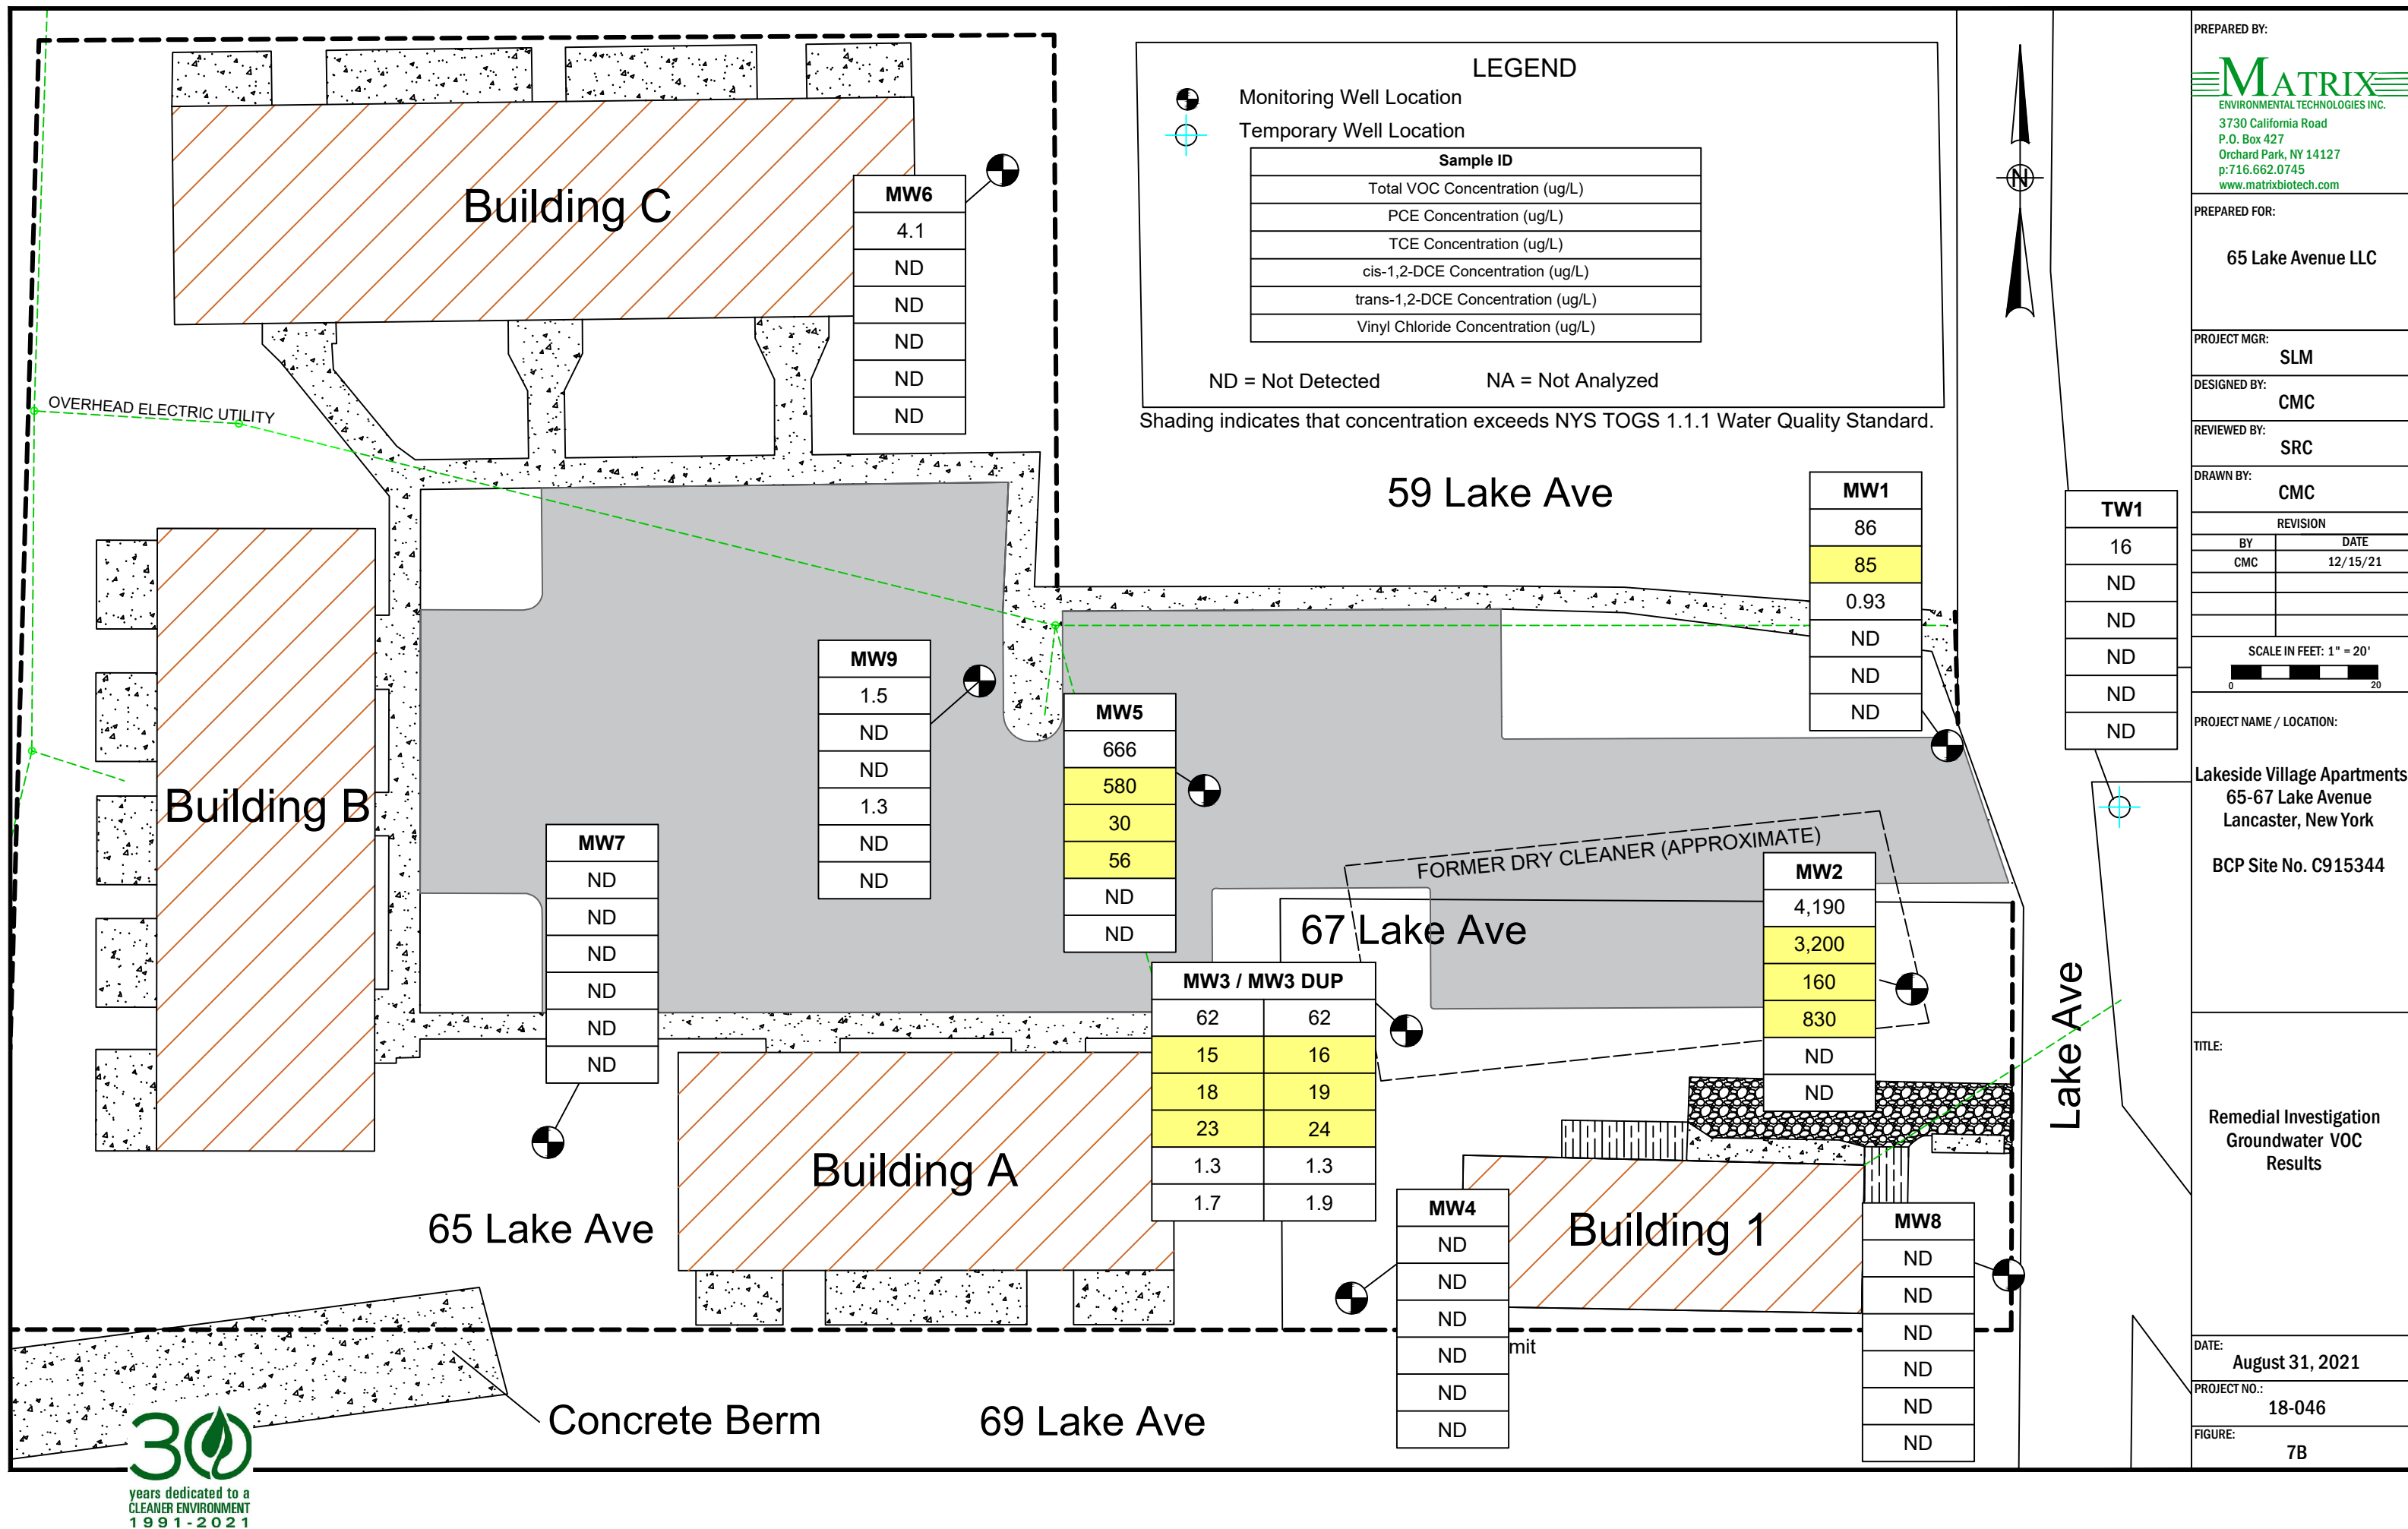 LEGEND
Monitoring Well Location
Temporary Well Location
Sample ID
Total VOC Concentration (ug/L)
PCE Concentration (ug/L)
TCE Concentration (ug/L)
cis-1,2-DCE Concentration (ug/L)
trans-1,2-DCE Concentration (ug/L)
Vinyl Chloride Concentration (ug/L)
ND = Not Detected NA = Not Analyzed
Shading indicates that concentration exceeds NYS TOGS 1.1.1 Water Quality Standard.
N
Building C
MW6
4.1
ND
ND
ND
ND
ND
OVERHEAD ELECTRIC UTILITY
59 Lake Ave
MW1
86
85
0.93
ND
ND
ND
TW1
16
ND
ND
ND
ND
ND
MW9
1.5
ND
ND
1.3
ND
ND
MW5
666
580
30
56
ND
ND
Building B
MW7
ND
ND
ND
ND
ND
ND
FORMER DRY CLEANER (APPROXIMATE)
67 Lake Ave
MW2
4,190
3,200
160
830
ND
ND
MW3 / MW3 DUP
62 62
15 16
18 19
23 24
1.3 1.3
1.7 1.9
Lake Ave
Building A
65 Lake Ave
Building 1
MW4
ND
ND
ND
ND
ND
ND
MW8
ND
ND
ND
ND
ND
ND
mit
Concrete Berm
69 Lake Ave
30
years dedicated to a
CLEANER ENVIRONMENT
1991-2021
PREPARED BY:
MATRIX
ENVIRONMENTAL TECHNOLOGIES INC.
3730 California Road
P.O. Box 427
Orchard Park, NY 14127
p:716.662.0745
www.matrixbiotech.com
PREPARED FOR:
65 Lake Avenue LLC
PROJECT MGR:
SLM
DESIGNED BY:
CMC
REVIEWED BY:
SRC
DRAWN BY:
CMC
REVISION
BY DATE
CMC 12/15/21
SCALE IN FEET: 1" = 20'
0 20
PROJECT NAME / LOCATION:
Lakeside Village Apartments
65-67 Lake Avenue
Lancaster, New York
BCP Site No. C915344
TITLE:
Remedial Investigation
Groundwater VOC
Results
DATE:
August 31, 2021
PROJECT NO.:
18-046
FIGURE:
7B